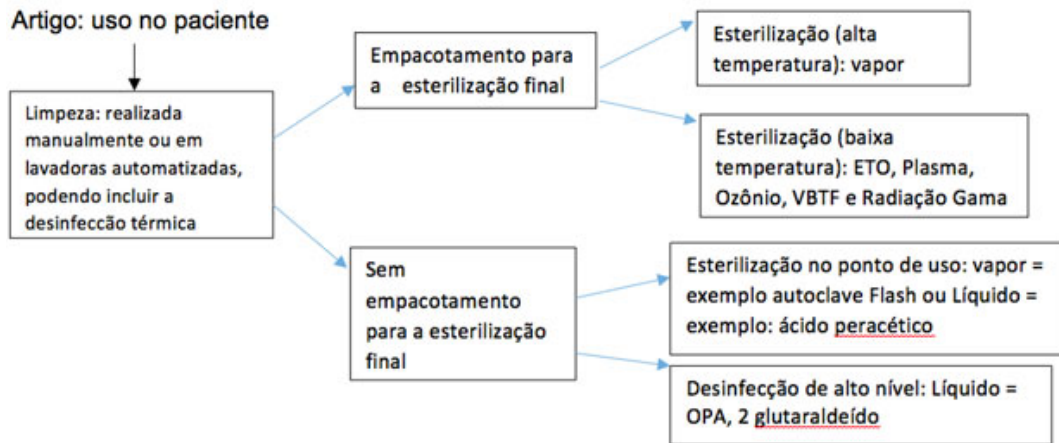 Artigo: uso no paciente
Limpeza: realizada
manualmente ou em
lavadoras automatizadas,
podendo incluir a
desinfecção térmica
Empacotamento para
a esterilização final
Esterilização (alta
temperatura): vapor
Esterilização (baixa
temperatura): ETO, Plasma,
Ozônio, VBTF e Radiação Gama
Sem
empacotamento
para a esterilização
final
Esterilização no ponto de uso: vapor =
exemplo autoclave Flash ou Líquido =
exemplo: ácido peracético
Desinfecção de alto nível: Líquido =
OPA, 2 glutaraldeído